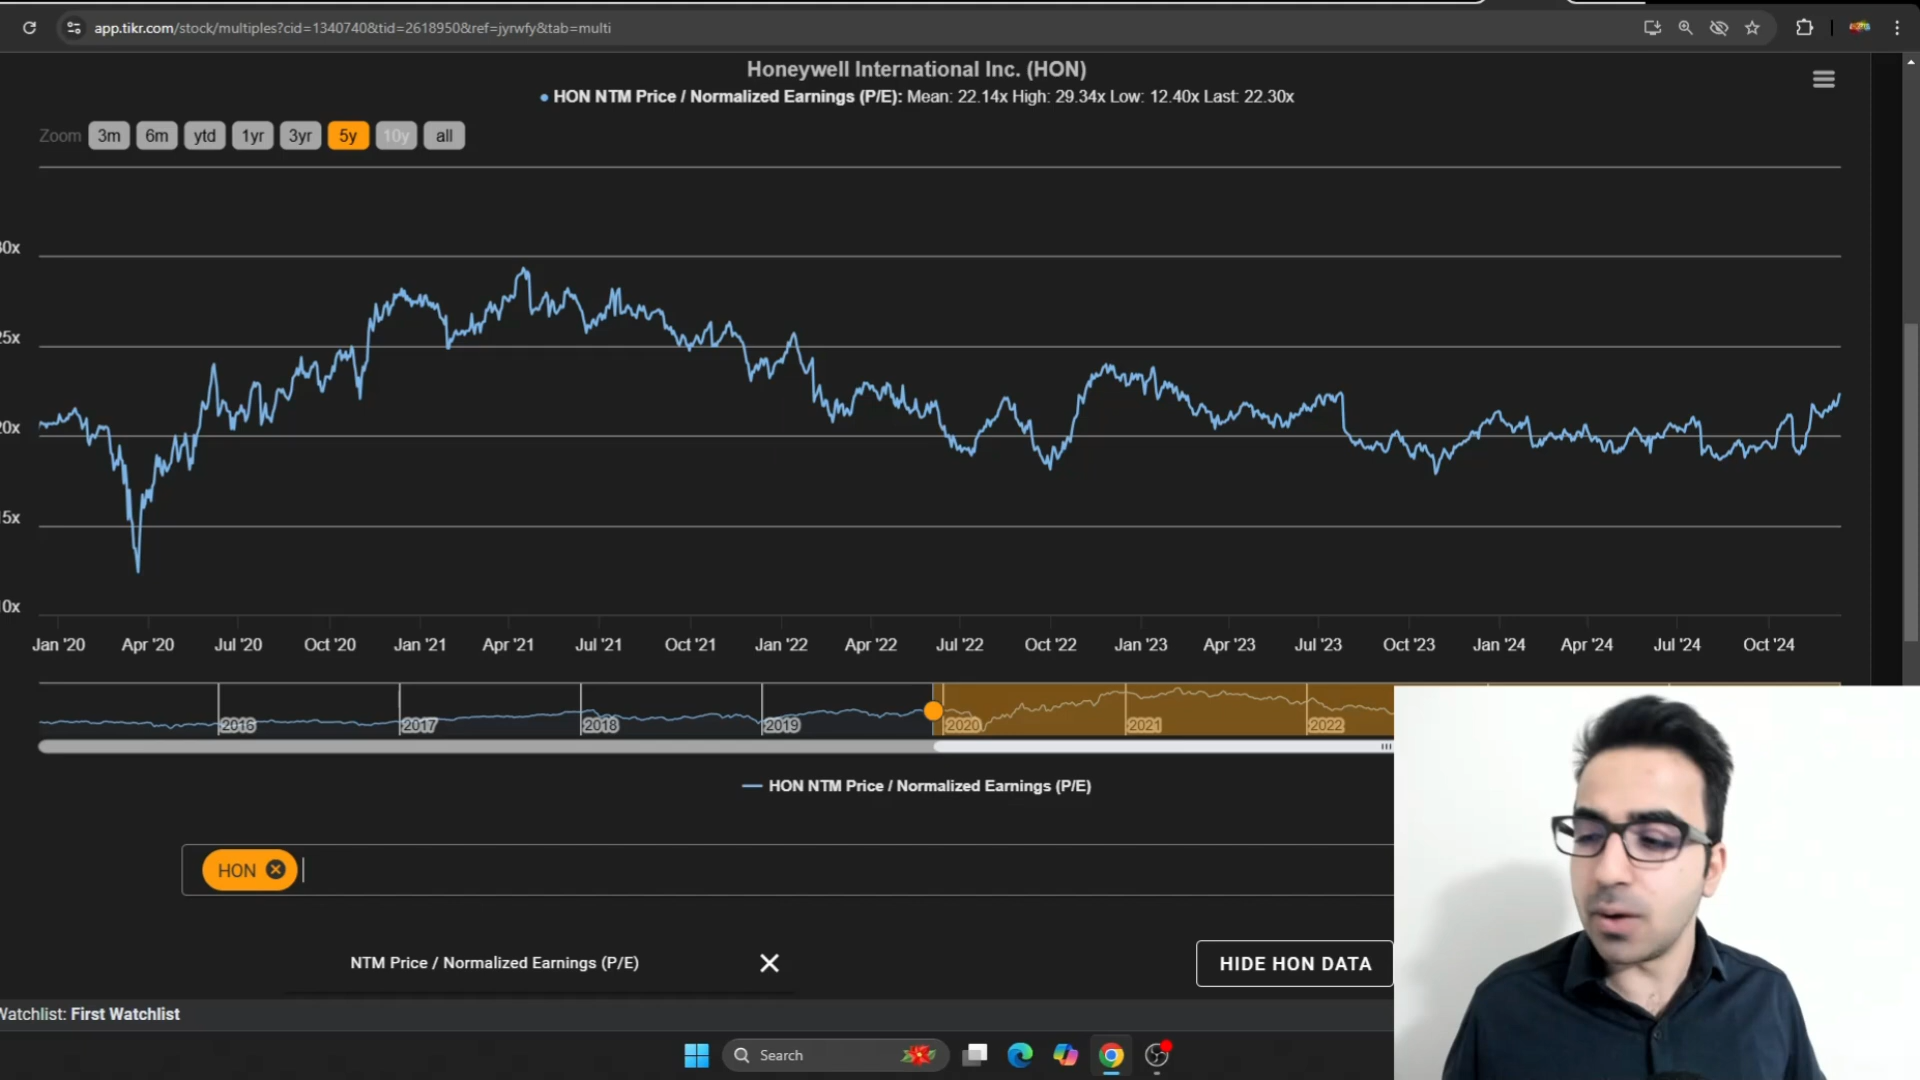 app.tikr.com/stock/multiples?cid=1340740&tid=2618950&ref=jyrwfy&tab=multi
Honeywell International Inc. (HON)
HON NTM Price / Normalized Earnings (P/E): Mean: 22.14x High: 29.34x Low: 12.40x Last: 22.30x
Zoom 3m 6m ytd 1yr 3yr 5y 10y all
0x
5x
0x
5x
0x
Jan '20 Apr '20 Jul '20 Oct '20 Jan '21 Apr '21 Jul '21 Oct '21 Jan '22 Apr '22 Jul '22 Oct '22 Jan '23 Apr '23 Jul '23 Oct '23 Jan '24 Apr '24 Jul '24 Oct '24
2016 2017 2018 2019 2020 2021 2022
HON NTM Price / Normalized Earnings (P/E)
HON
NTM Price / Normalized Earnings (P/E)
HIDE HON DATA
Watchlist: First Watchlist
Search